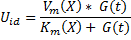 U_id = V_m(X) * G(t) / K_m(X) + G(t)